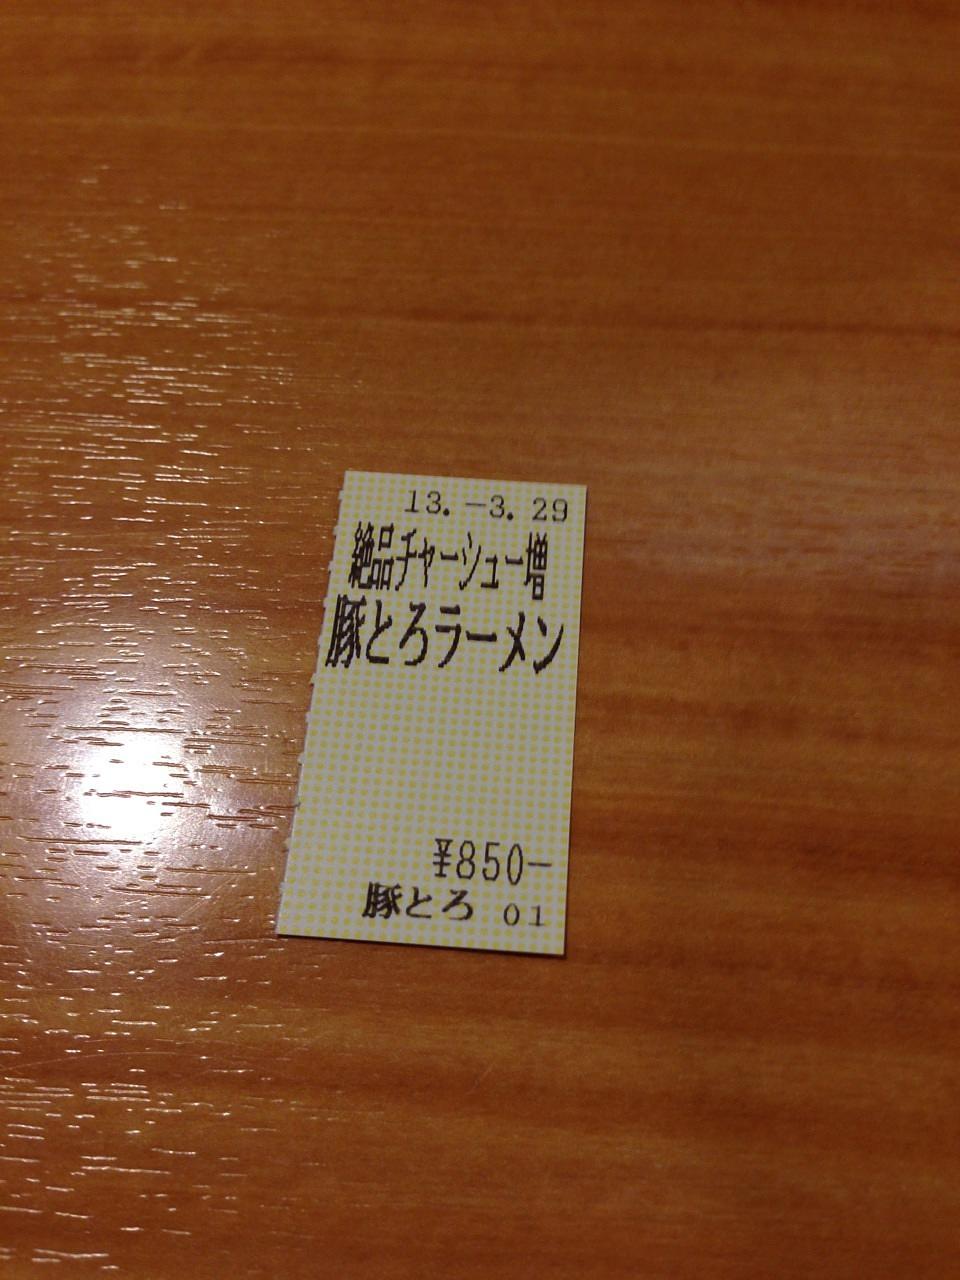 13.-3.29
絶品チャーシュー増
豚とろラーメン
¥850-
豚とろ 01